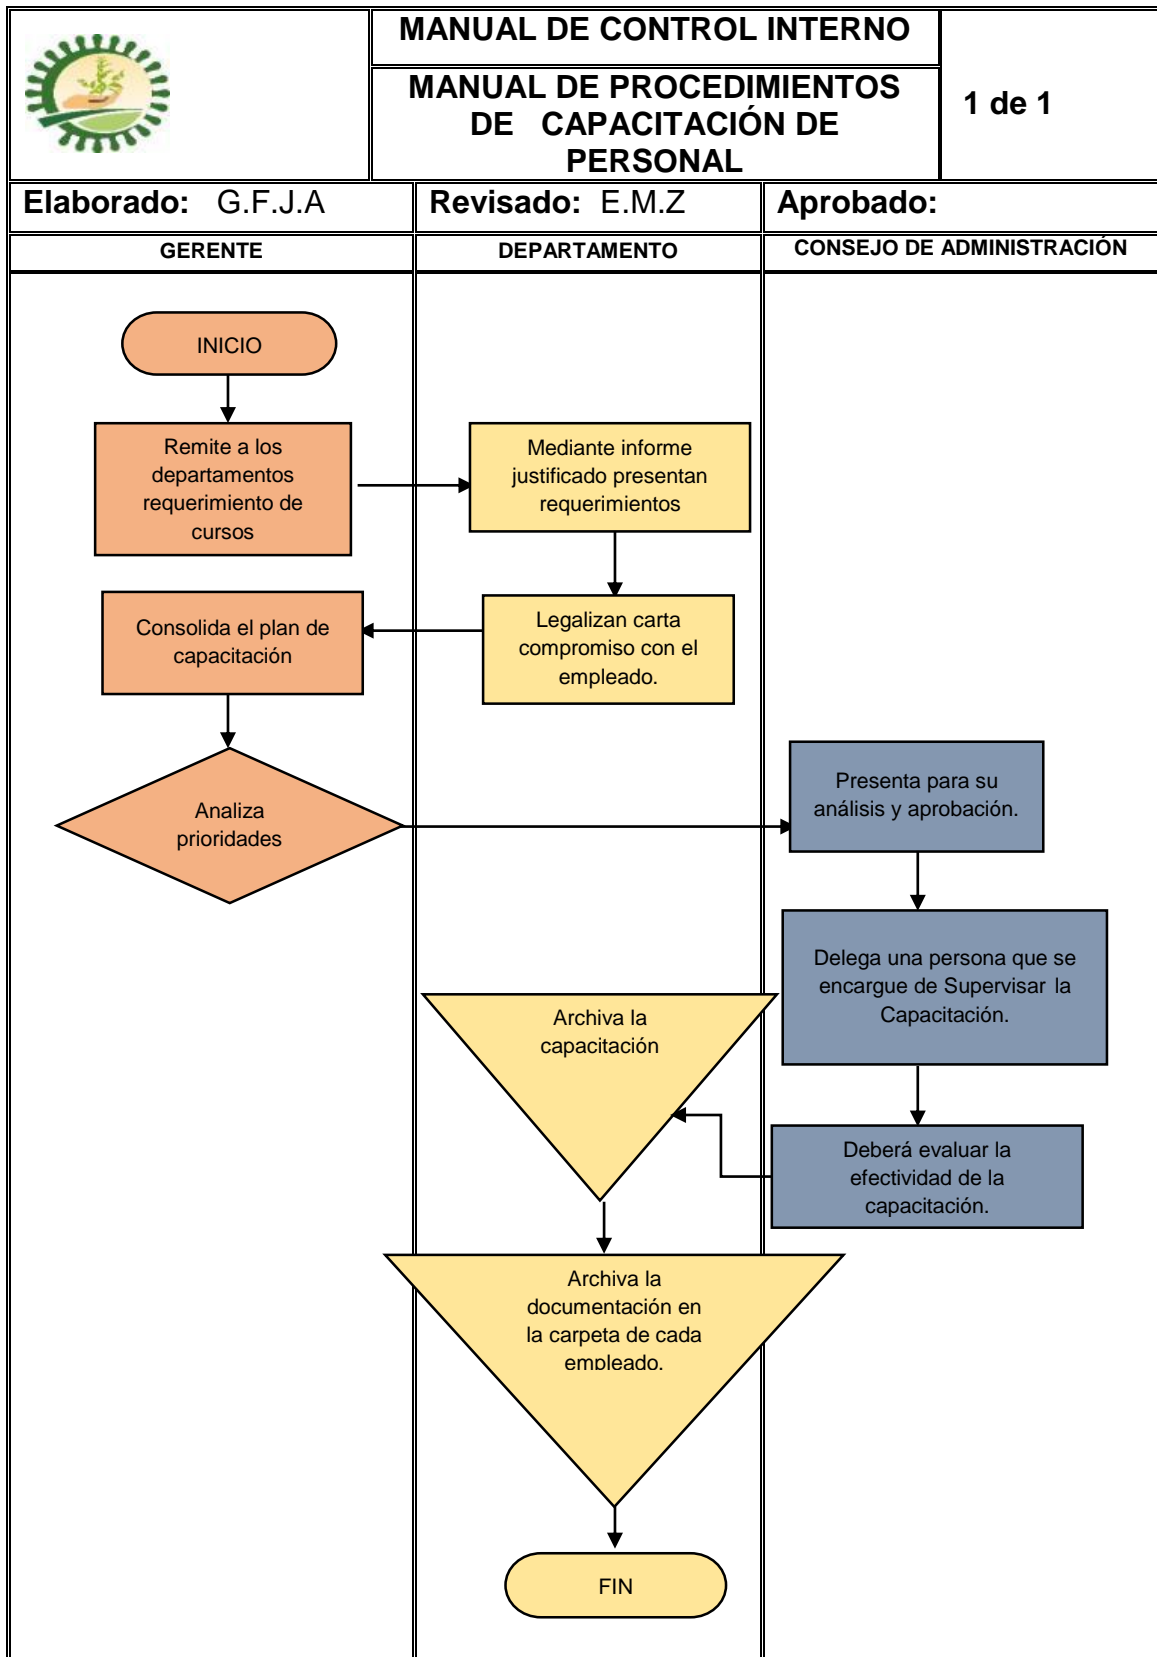 MANUAL DE CONTROL INTERNO
MANUAL DE PROCEDIMIENTOS
DE CAPACITACIÓN DE
PERSONAL
1 de 1
Elaborado: G.F.J.A
Revisado: E.M.Z
Aprobado:
GERENTE
DEPARTAMENTO
CONSEJO DE ADMINISTRACIÓN
INICIO
Remite a los
departamentos
requerimiento de
cursos
Mediante informe
justificado presentan
requerimientos
Legalizan carta
compromiso con el
empleado.
Consolida el plan de
capacitación
Analiza
prioridades
Presenta para su
análisis y aprobación.
Delega una persona que se
encargue de Supervisar la
Capacitación.
Deberá evaluar la
efectividad de la
capacitación.
Archiva la
capacitación
Archiva la
documentación en
la carpeta de cada
empleado.
FIN